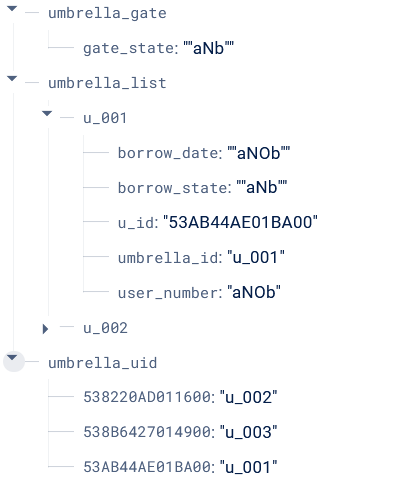 umbrella_gate
gate_state: ""aNb""
umbrella_list
u_001
borrow_date: ""aNOb""
borrow_state: ""aNb""
u_id: "53AB44AE01BA00"
umbrella_id: "u_001"
user_number: "aNOb"
u_002
umbrella_uid
538220AD011600: "u_002"
538B6427014900: "u_003"
53AB44AE01BA00: "u_001"